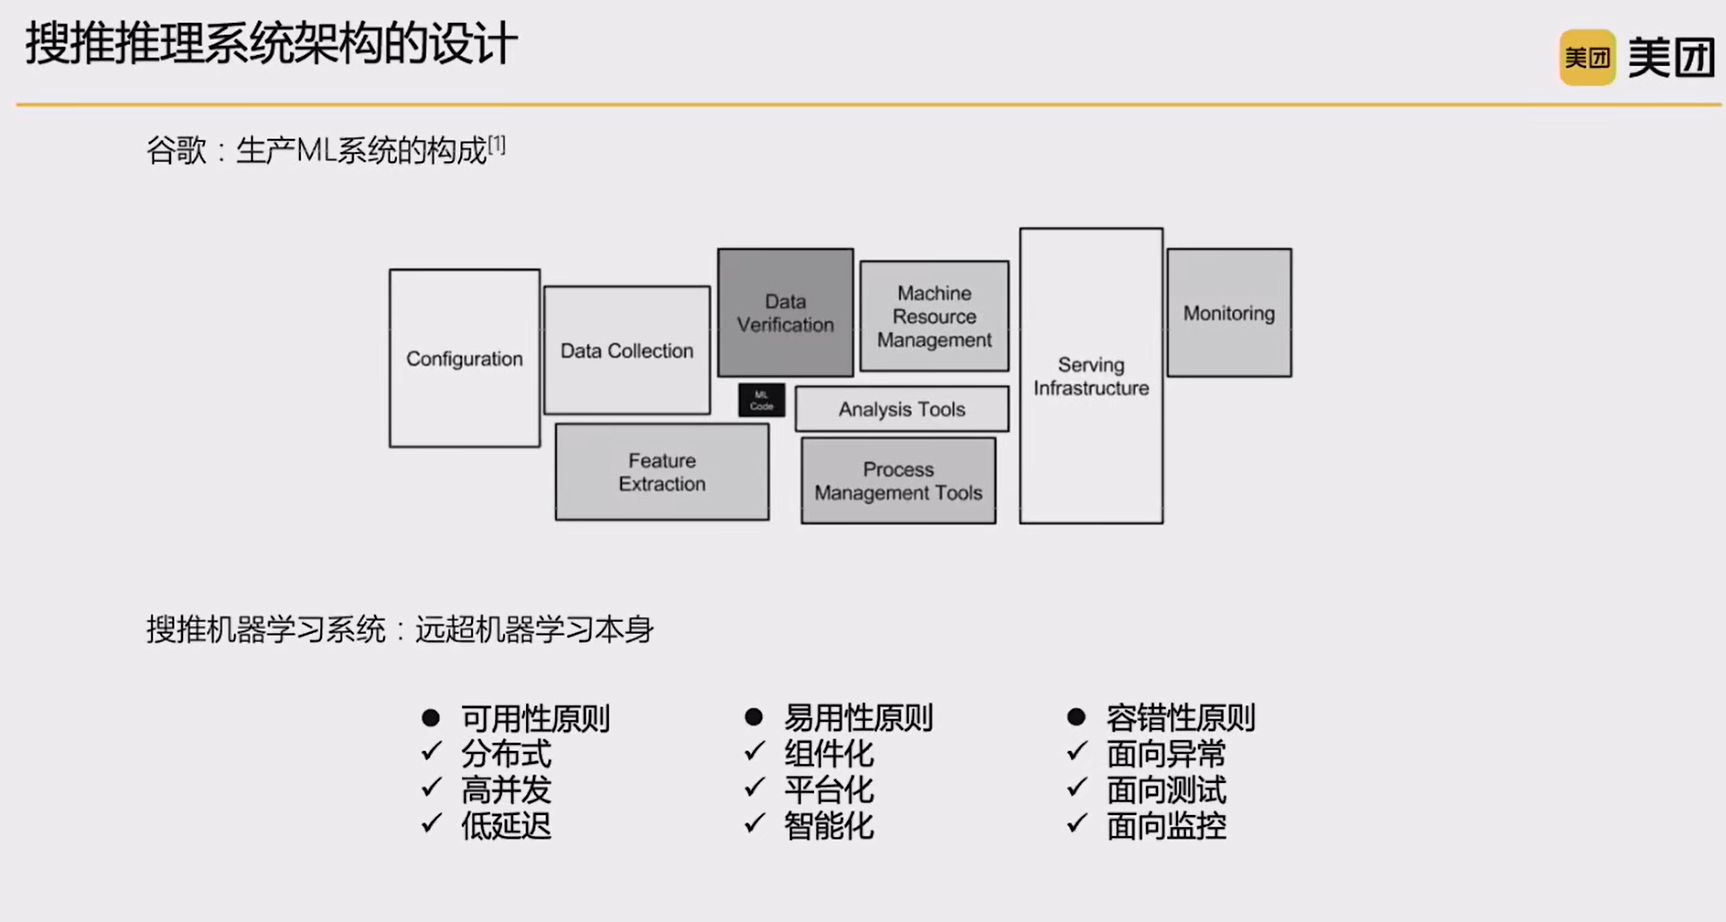 搜推推理系统架构的设计
美团 美团
谷歌：生产ML系统的构成[1]
Configuration
Data Collection
Data
Verification
Machine
Resource
Management
Serving
Infrastructure
Monitoring
ML
Code
Analysis Tools
Feature
Extraction
Process
Management Tools
搜推机器学习系统：远超机器学习本身
● 可用性原则
✓ 分布式
✓ 高并发
✓ 低延迟
● 易用性原则
✓ 组件化
✓ 平台化
✓ 智能化
● 容错性原则
✓ 面向异常
✓ 面向测试
✓ 面向监控